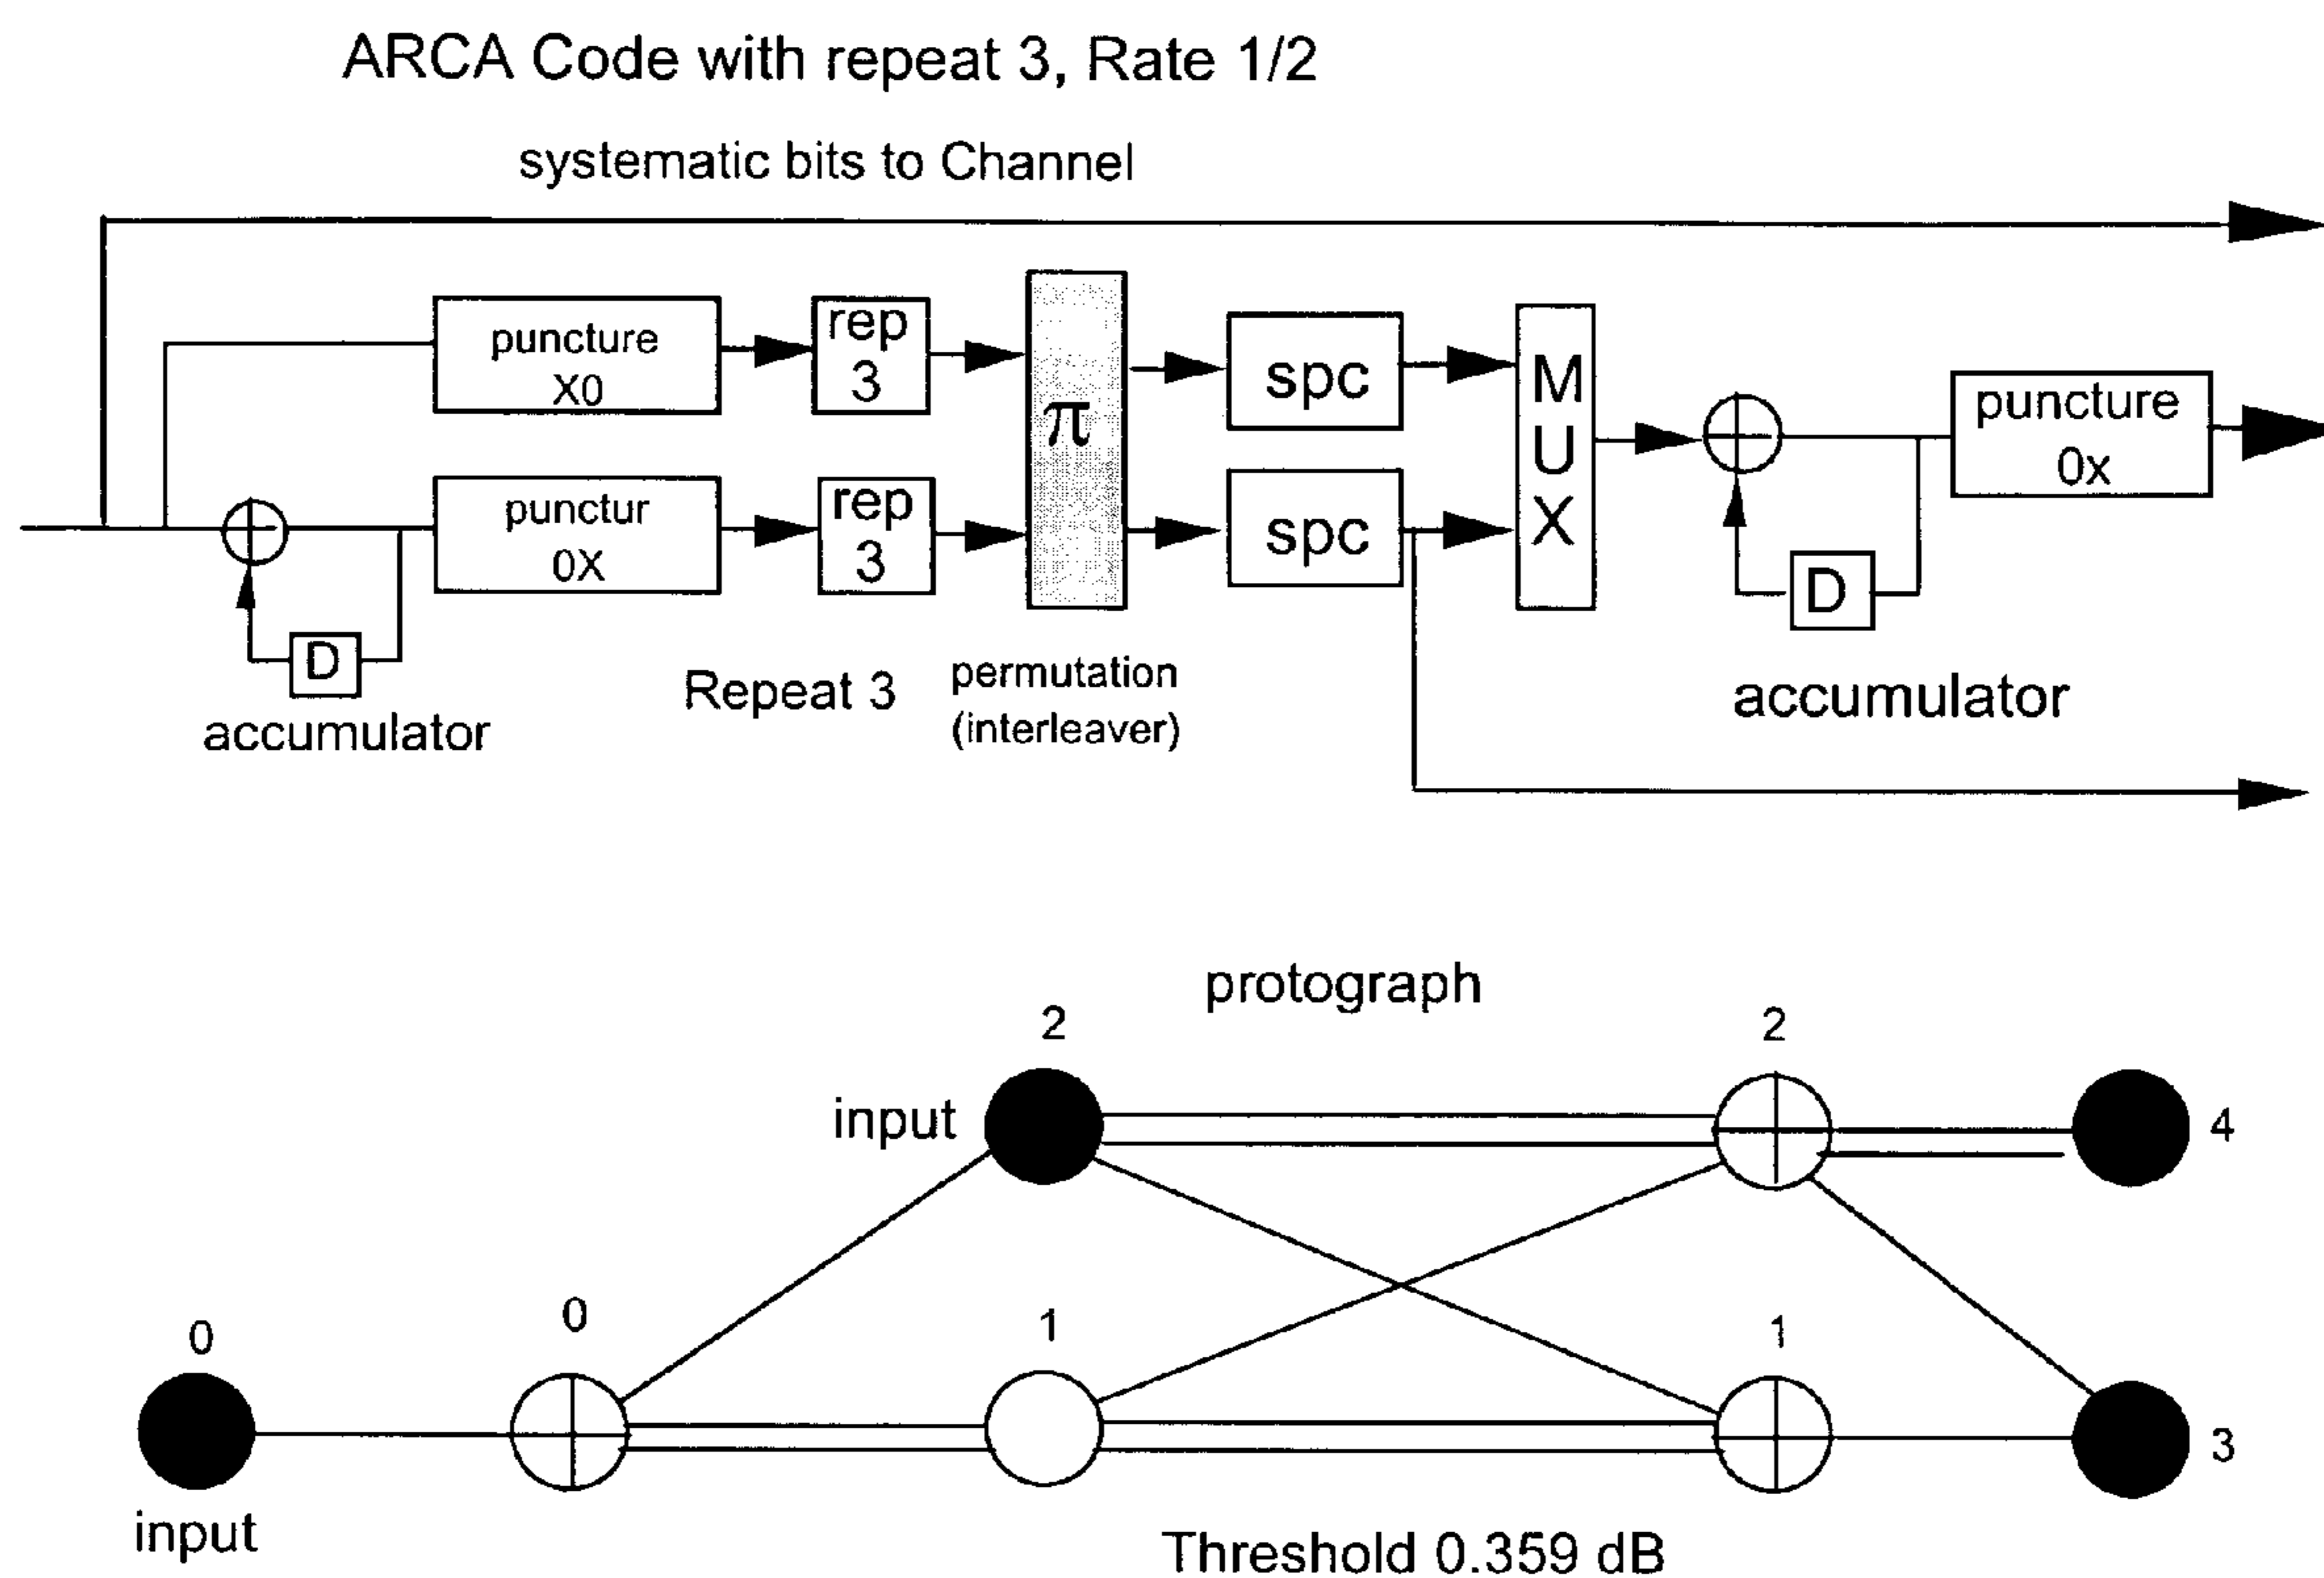 ARCA Code with repeat 3, Rate 1/2
systematic bits to Channel
puncture
X0
rep
3
π
spc
M
U
X
puncture
0x
punctur
0X
rep
3
spc
D
D
accumulator
Repeat 3
permutation
(interleaver)
accumulator
protograph
2
2
input
4
0
0
1
1
3
input
Threshold 0.359 dB